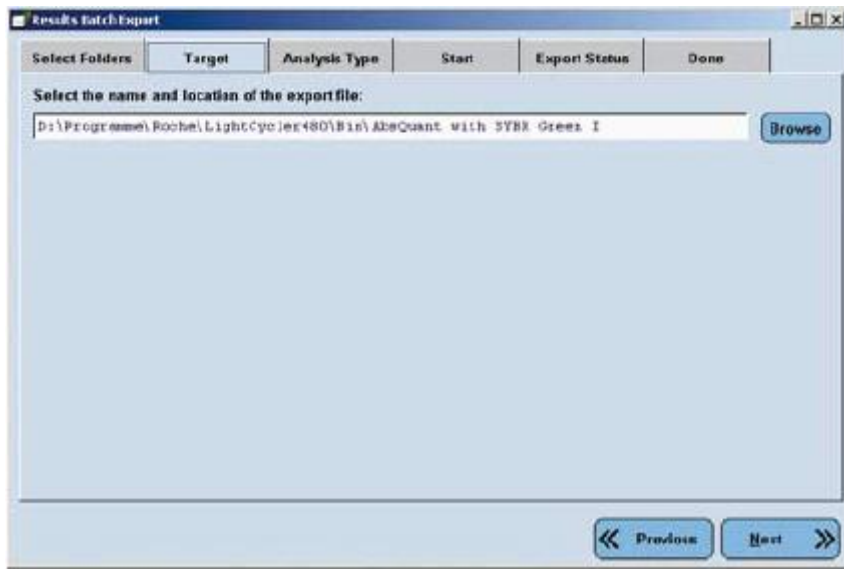 Results Batch Export
Select Folders
Target
Analysis Type
Start
Export Status
Done
Select the name and location of the export file:
D:\Programme\Roche\LightCycler480\Bin\AbsQuant with SYBR Green I
Browse
Previous
Next